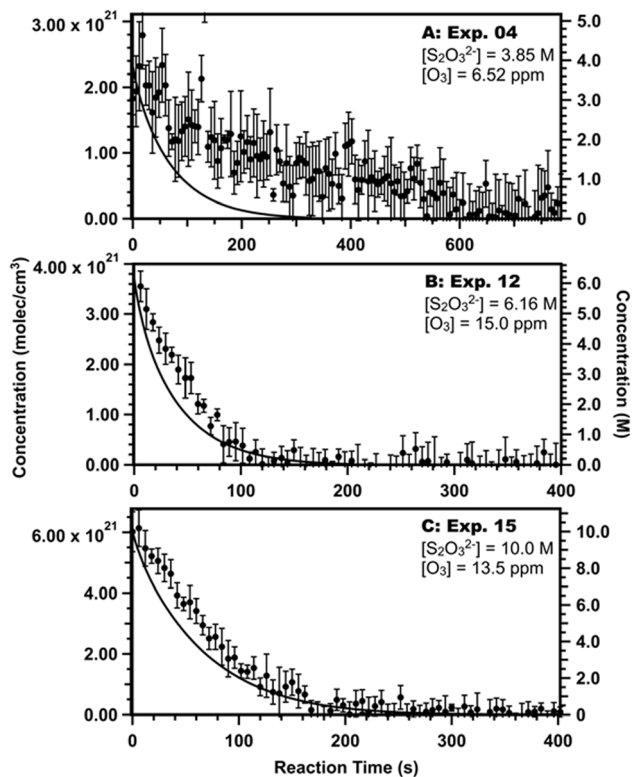 3.00 x 10²¹
2.00
1.00
0.00
A: Exp. 04
[S₂O₃²⁻] = 3.85 M
[O₃] = 6.52 ppm
5.0
4
3
2
1
0
0
200
400
600
4.00 x 10²¹
3.00
2.00
1.00
0.00
B: Exp. 12
[S₂O₃²⁻] = 6.16 M
[O₃] = 15.0 ppm
6.0
5.0
4.0
3.0
2.0
1.0
0.0
0
100
200
300
400
6.00 x 10²¹
4.00
2.00
0.00
C: Exp. 15
[S₂O₃²⁻] = 10.0 M
[O₃] = 13.5 ppm
10.0
8.0
6.0
4.0
2.0
0.0
0
100
200
300
400
Concentration (molec/cm³)
Concentration (M)
Reaction Time (s)